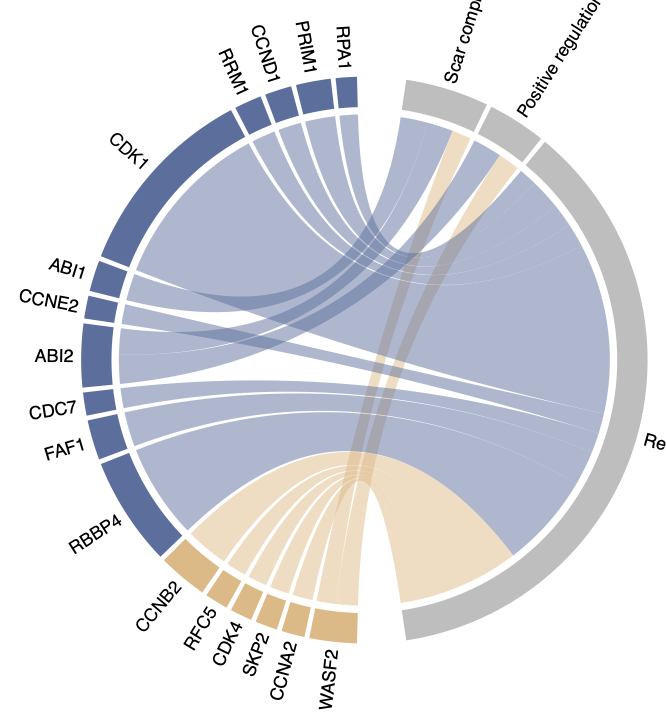 RPA1
PRIM1
CCND1
RRM1
CDK1
ABI1
CCNE2
ABI2
CDC7
FAF1
RBBP4
CCNB2
RFC5
CDK4
SKP2
CCNA2
WASF2
Scar comp
Positive regulation
Re